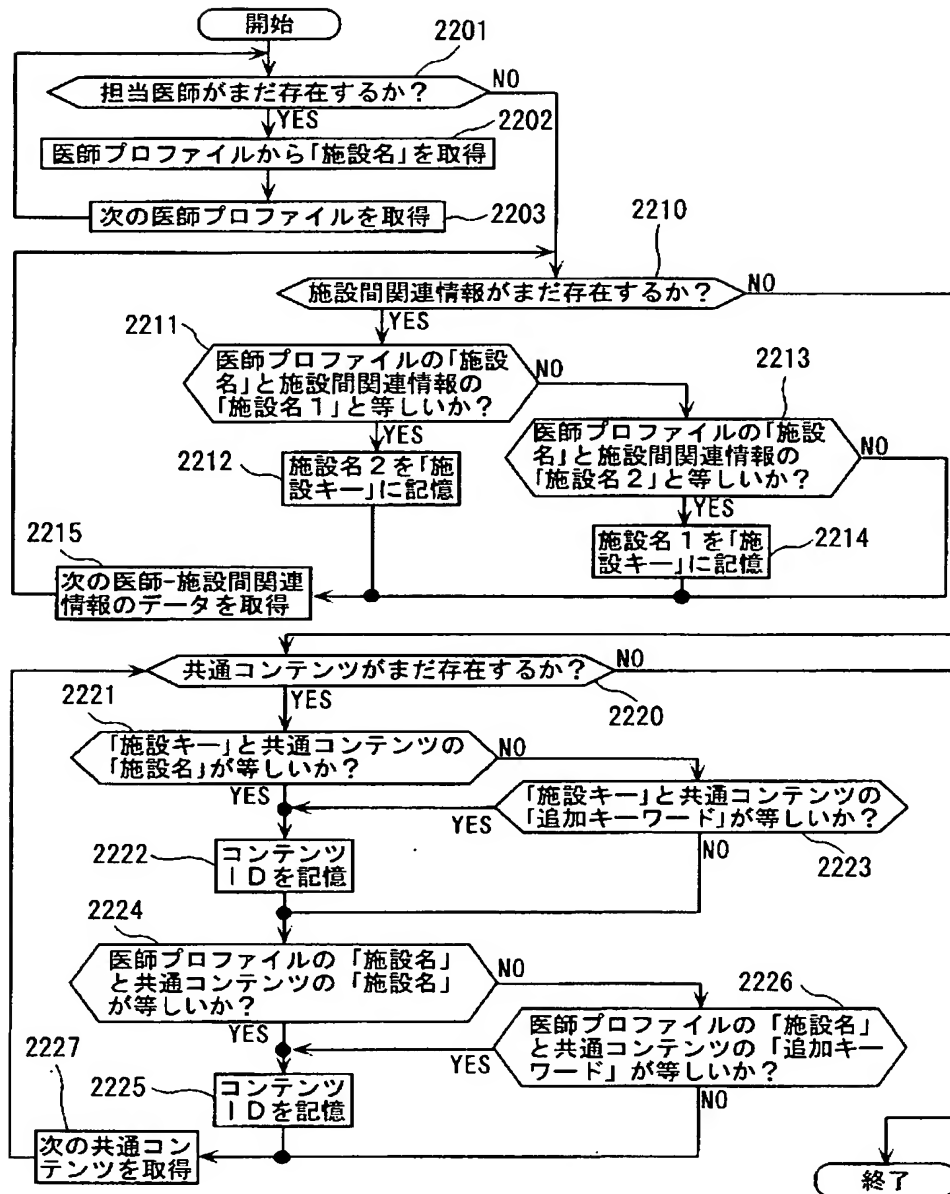 開始
2201
担当医師がまだ存在するか?
NO
YES
2202
医師プロファイルから「施設名」を取得
次の医師プロファイルを取得
2203
2210
施設間関連情報がまだ存在するか?
NO
YES
2211
医師プロファイルの「施設
名」と施設間関連情報の
「施設名1」と等しいか?
NO
2213
YES
医師プロファイルの「施設
名」と施設間関連情報の
「施設名2」と等しいか?
NO
2212
施設名2を「施
設キー」に記憶
YES
施設名1を「施
設キー」に記憶
2214
2215
次の医師-施設間関連
情報のデータを取得
共通コンテンツがまだ存在するか?
NO
2220
YES
2221
「施設キー」と共通コンテンツの
「施設名」が等しいか?
NO
YES
「施設キー」と共通コンテンツの
「追加キーワード」が等しいか?
YES
2223
NO
2222
コンテンツ
IDを記憶
2224
医師プロファイルの「施設名」
と共通コンテンツの「施設名」
が等しいか?
NO
2226
YES
医師プロファイルの「施設名」
と共通コンテンツの「追加キー
ワード」が等しいか?
YES
NO
2227
2225
コンテンツ
IDを記憶
次の共通コン
テンツを取得
終了